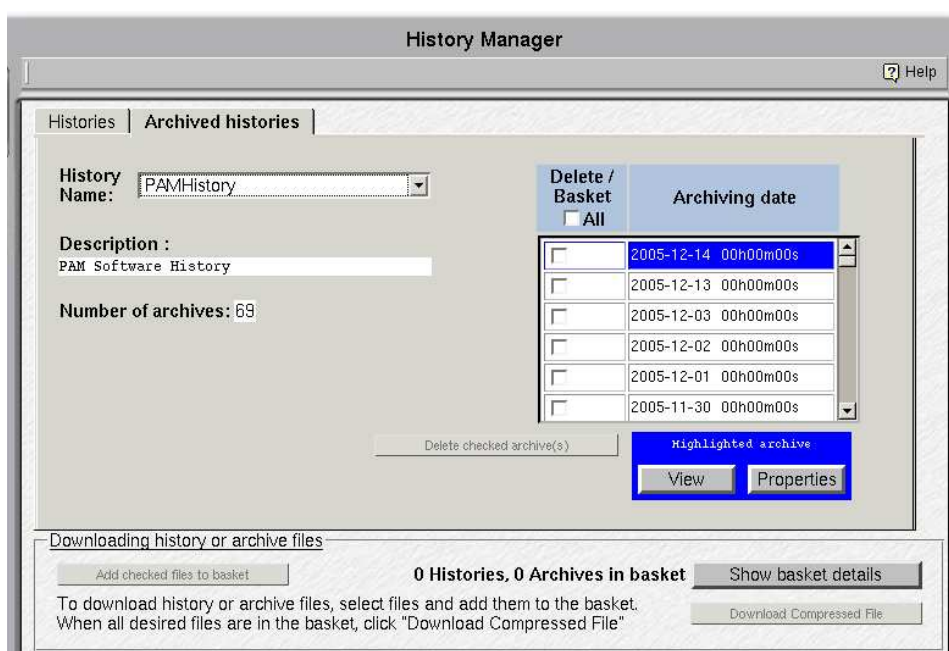 History Manager
Help
Histories
Archived histories
History Name:
PAMHistory
Delete / Basket
All
Archiving date
Description :
PAM Software History
Number of archives: 69
2005-12-14 00h00m00s
2005-12-13 00h00m00s
2005-12-03 00h00m00s
2005-12-02 00h00m00s
2005-12-01 00h00m00s
2005-11-30 00h00m00s
Delete checked archive(s)
Highlighted archive
View
Properties
Downloading history or archive files
Add checked files to basket
0 Histories, 0 Archives in basket
Show basket details
To download history or archive files, select files and add them to the basket.
When all desired files are in the basket, click "Download Compressed File"
Download Compressed File